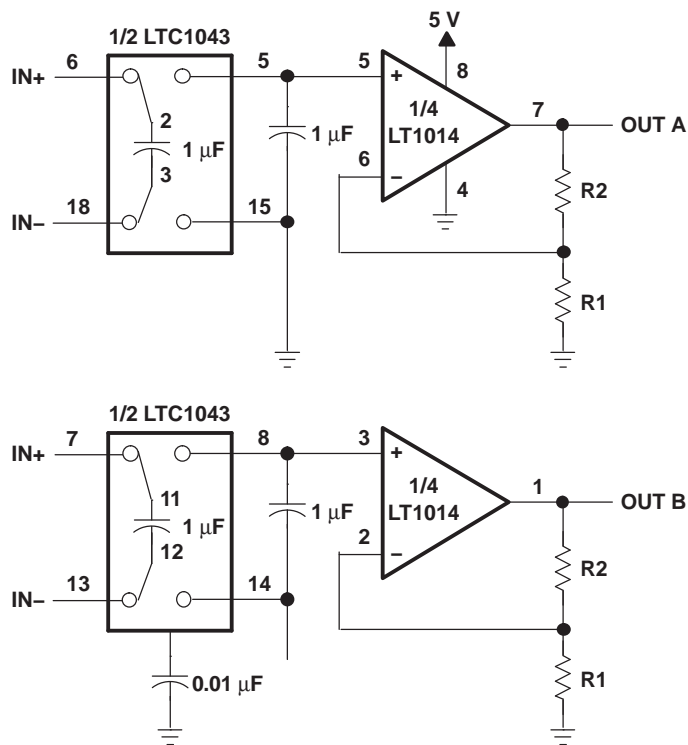 1/2 LTC1043
5 V
6
5
5
8
IN+
+
2
1/4
7
OUT A
1 μF
1 μF
LT1014
3
6
−
4
R2
18
15
IN−
R1
1/2 LTC1043
7
8
3
IN+
+
11
1/4
1
OUT B
1 μF
1 μF
LT1014
12
2
−
R2
13
14
IN−
0.01 μF
R1